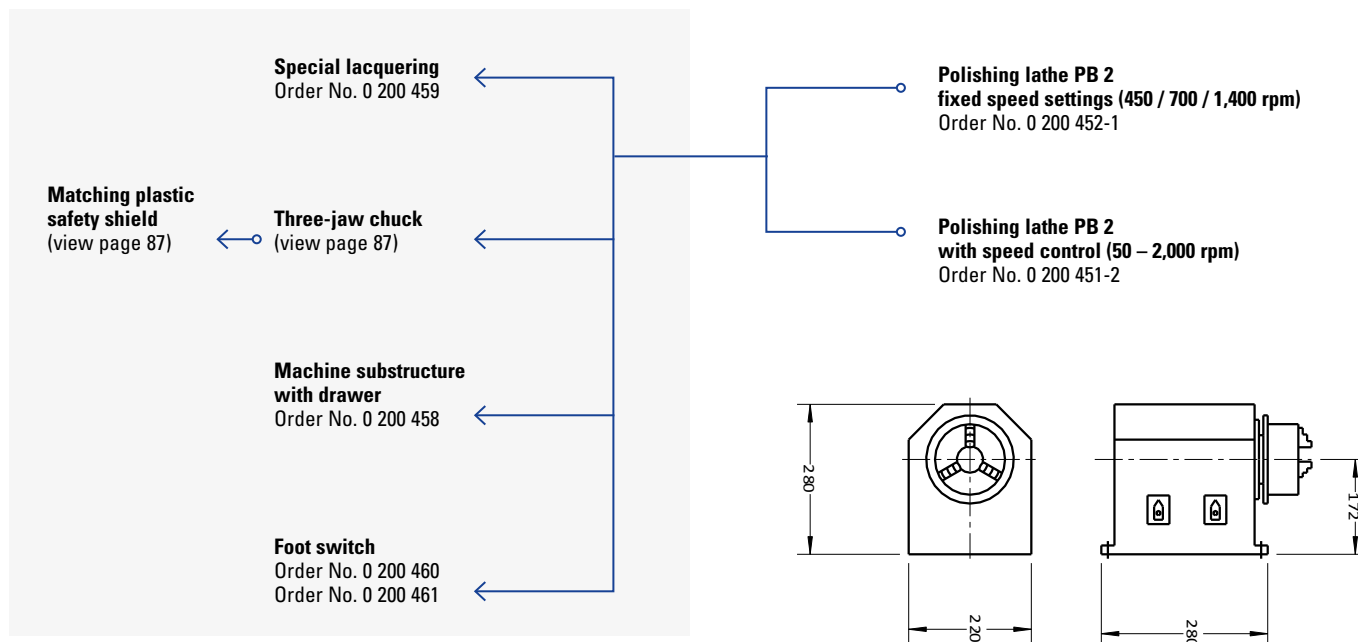 Special lacquering
Order No. 0 200 459
Matching plastic
safety shield
(view page 87)
Three-jaw chuck
(view page 87)
Machine substructure
with drawer
Order No. 0 200 458
Foot switch
Order No. 0 200 460
Order No. 0 200 461
Polishing lathe PB 2
fixed speed settings (450 / 700 / 1,400 rpm)
Order No. 0 200 452-1
Polishing lathe PB 2
with speed control (50 – 2,000 rpm)
Order No. 0 200 451-2
280
220
172
280